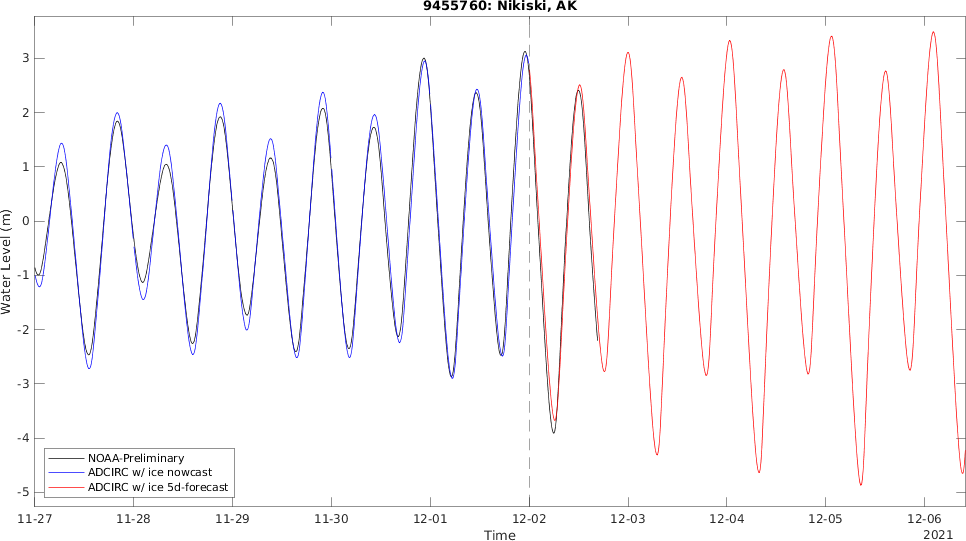 9455760: Nikiski, AK
Water Level (m)
3
2
1
0
-1
-2
-3
-4
-5
NOAA-Preliminary
ADCIRC w/ ice nowcast
ADCIRC w/ ice 5d-forecast
11-27 11-28 11-29 11-30 12-01 12-02 12-03 12-04 12-05 12-06
Time
2021